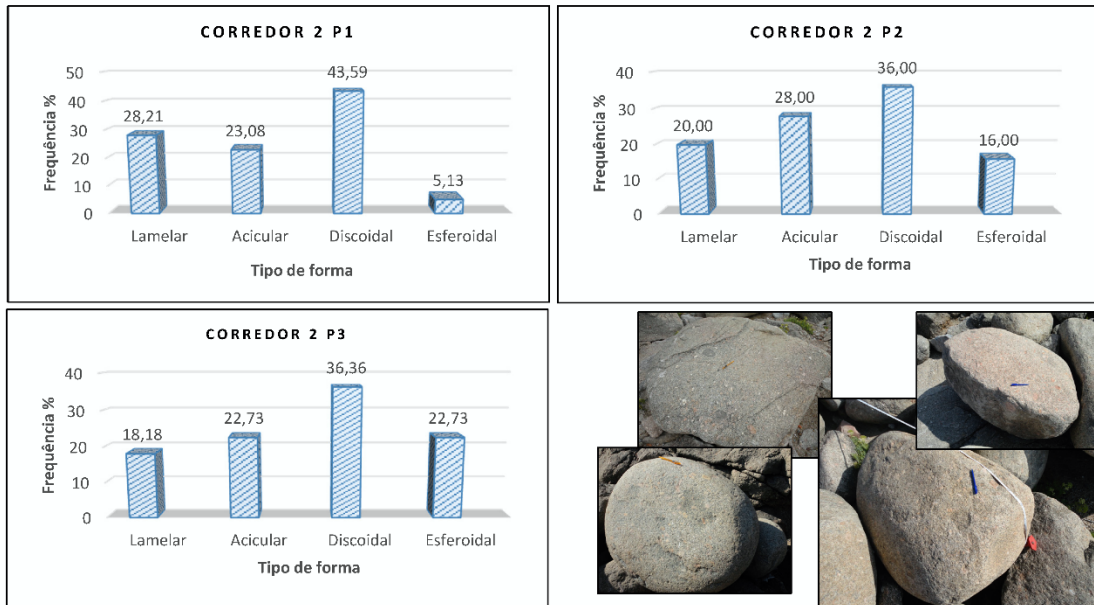 CORREDOR 2 P1
Frequência %
50
40
30
20
10
0
28,21
23,08
43,59
5,13
Lamelar Acicular Discoidal Esferoidal
Tipo de forma
CORREDOR 2 P2
Frequência %
40
30
20
10
0
20,00
28,00
36,00
16,00
Lamelar Acicular Discoidal Esferoidal
Tipo de forma
CORREDOR 2 P3
Frequência %
40
30
20
10
0
18,18
22,73
36,36
22,73
Lamelar Acicular Discoidal Esferoidal
Tipo de forma